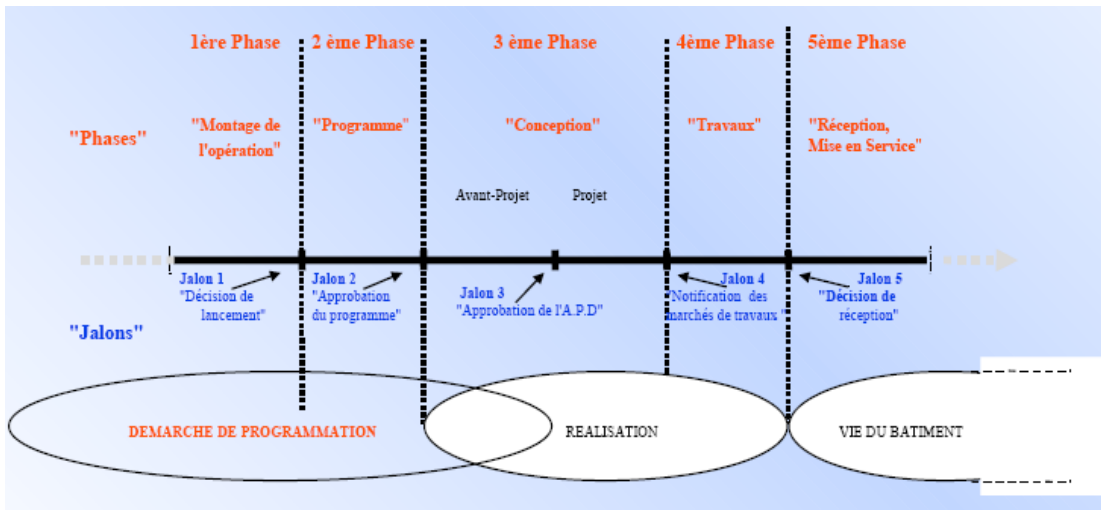 1ère Phase 2 ème Phase 3 ème Phase 4ème Phase 5ème Phase
"Phases" "Montage de l'opération" "Programme" "Conception" "Travaux" "Réception, Mise en Service"
Avant-Projet Projet
Jalon 1
"Décision de
lancement"
Jalon 2
"Approbation
du programme"
Jalon 3
"Approbation de l'A.P.D"
Jalon 4
"Notification des
marchés de travaux "
Jalon 5
"Décision de
réception"
"Jalons"
DEMARCHE DE PROGRAMMATION REALISATION VIE DU BATIMENT